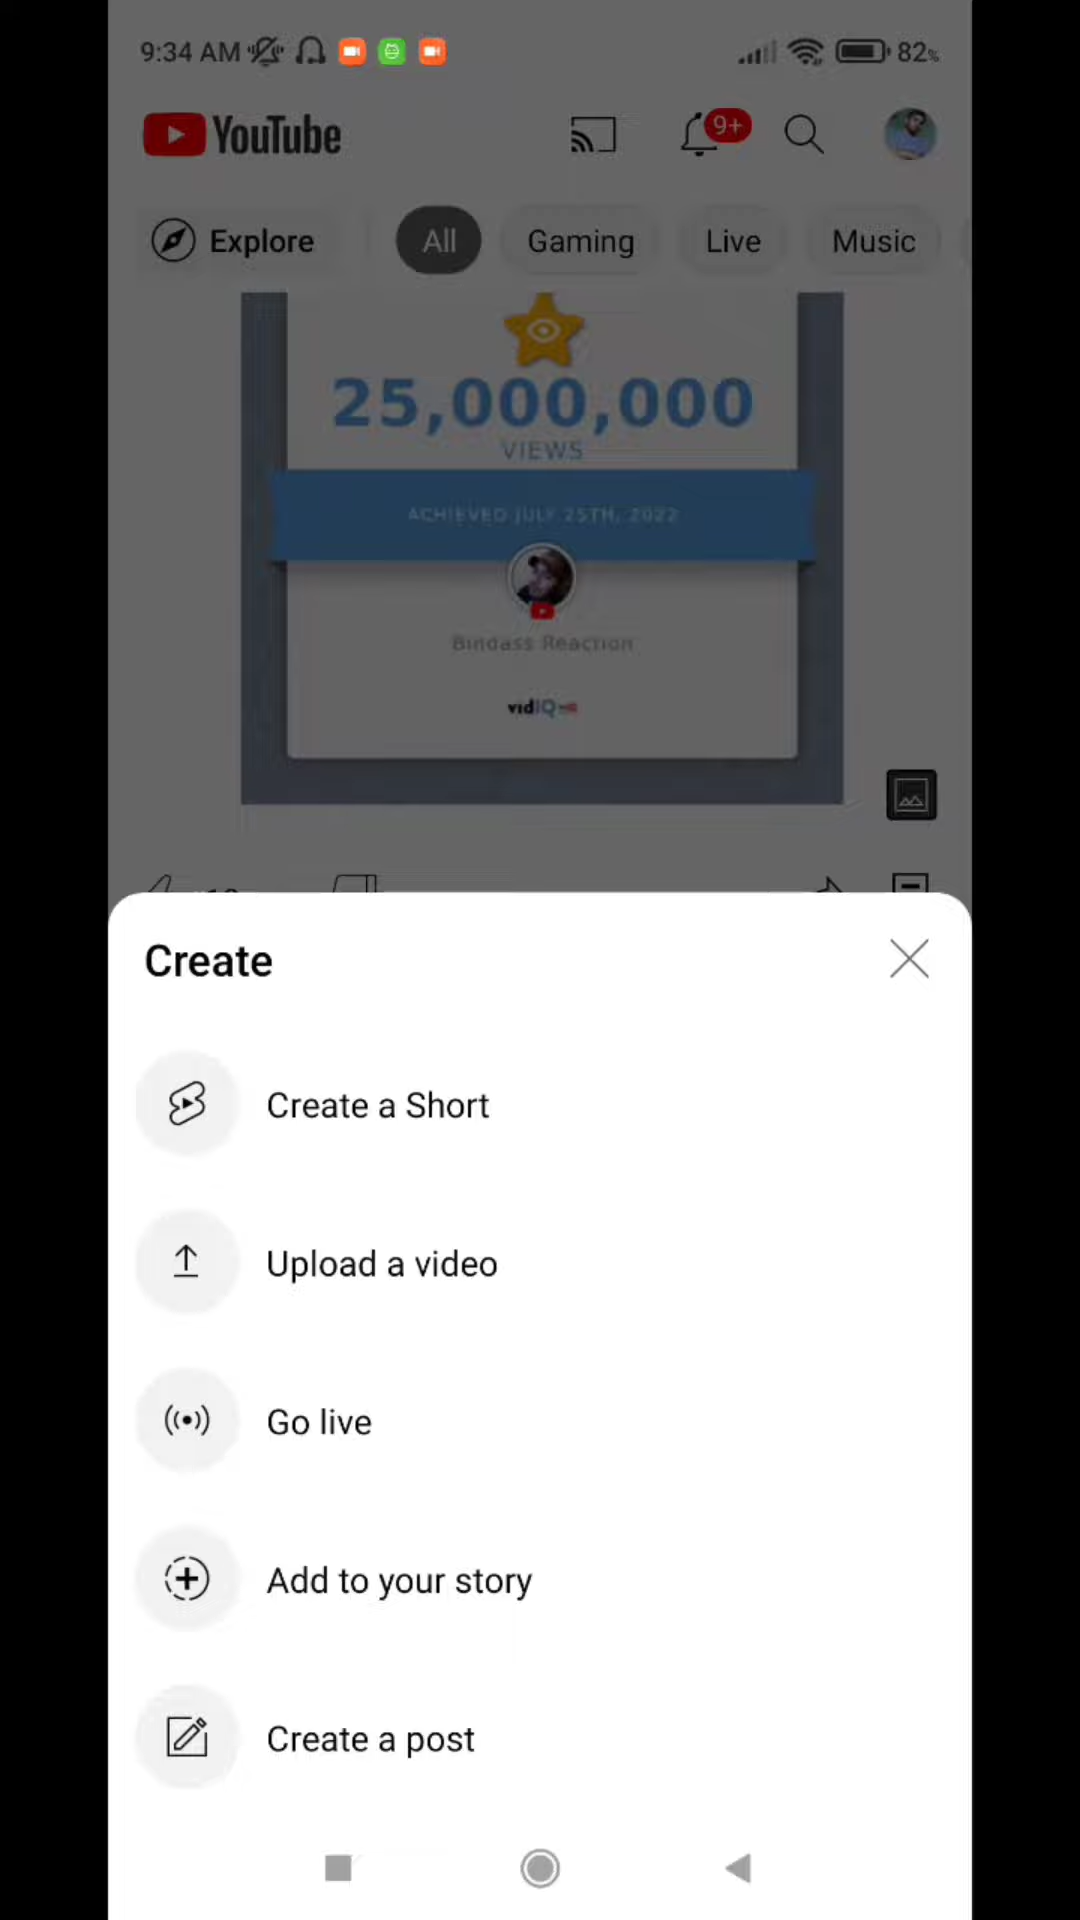 9:34 AM 82%
YouTube 9+
Explore All Gaming Live Music
25,000,000
VIEWS
ACHIEVED JULY 25TH, 2022
Bindass Reaction
vidIQ
Create
Create a Short
Upload a video
Go live
Add to your story
Create a post